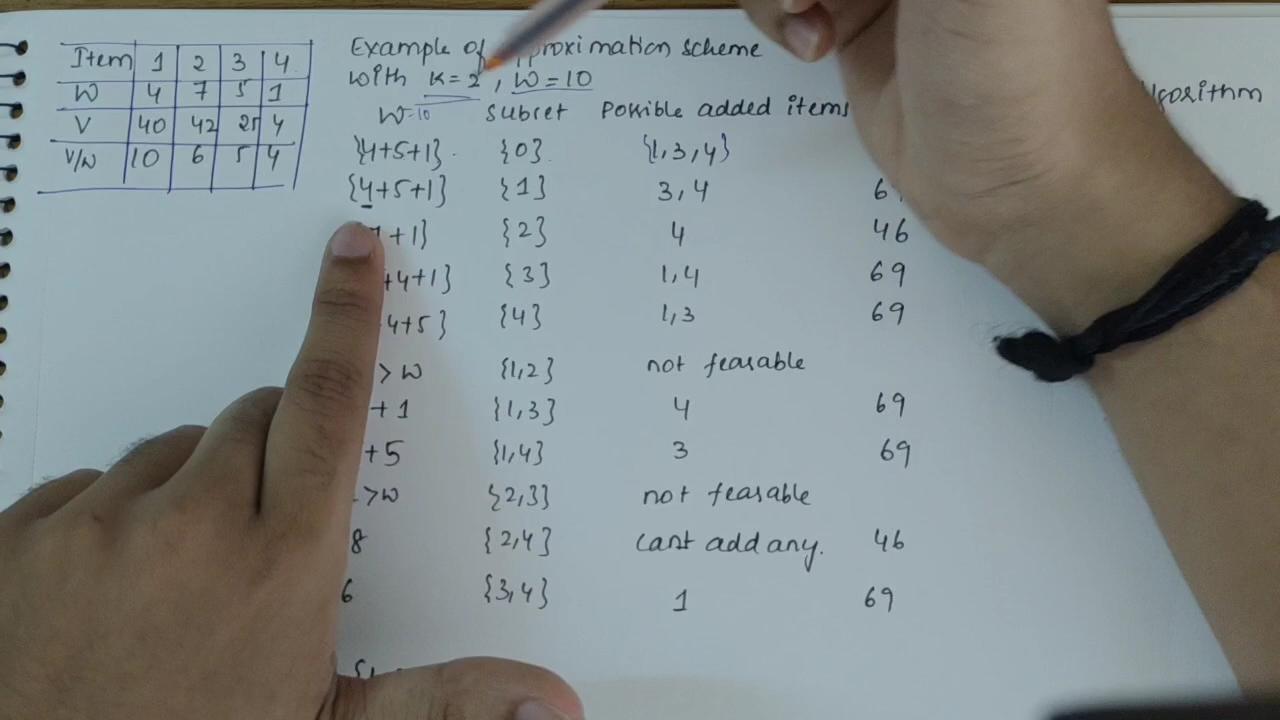 Item 1 2 3 4
W 4 7 5 1
V 40 42 25 4
V/W 10 6 5 4
Example of proximation scheme
with K=2, W=10
W=10 subset Possible added items
{4+5+1} {0} {1,3,4}
{4+5+1} {1} 3,4
+1} {2} 4 46
+4+1} {3} 1,4 69
4+5} {4} 1,3 69
>W {1,2} not feasable
+1 {1,3} 4 69
+5 {1,4} 3 69
>W {2,3} not feasable
8 {2,4} cant add any. 46
6 {3,4} 1 69